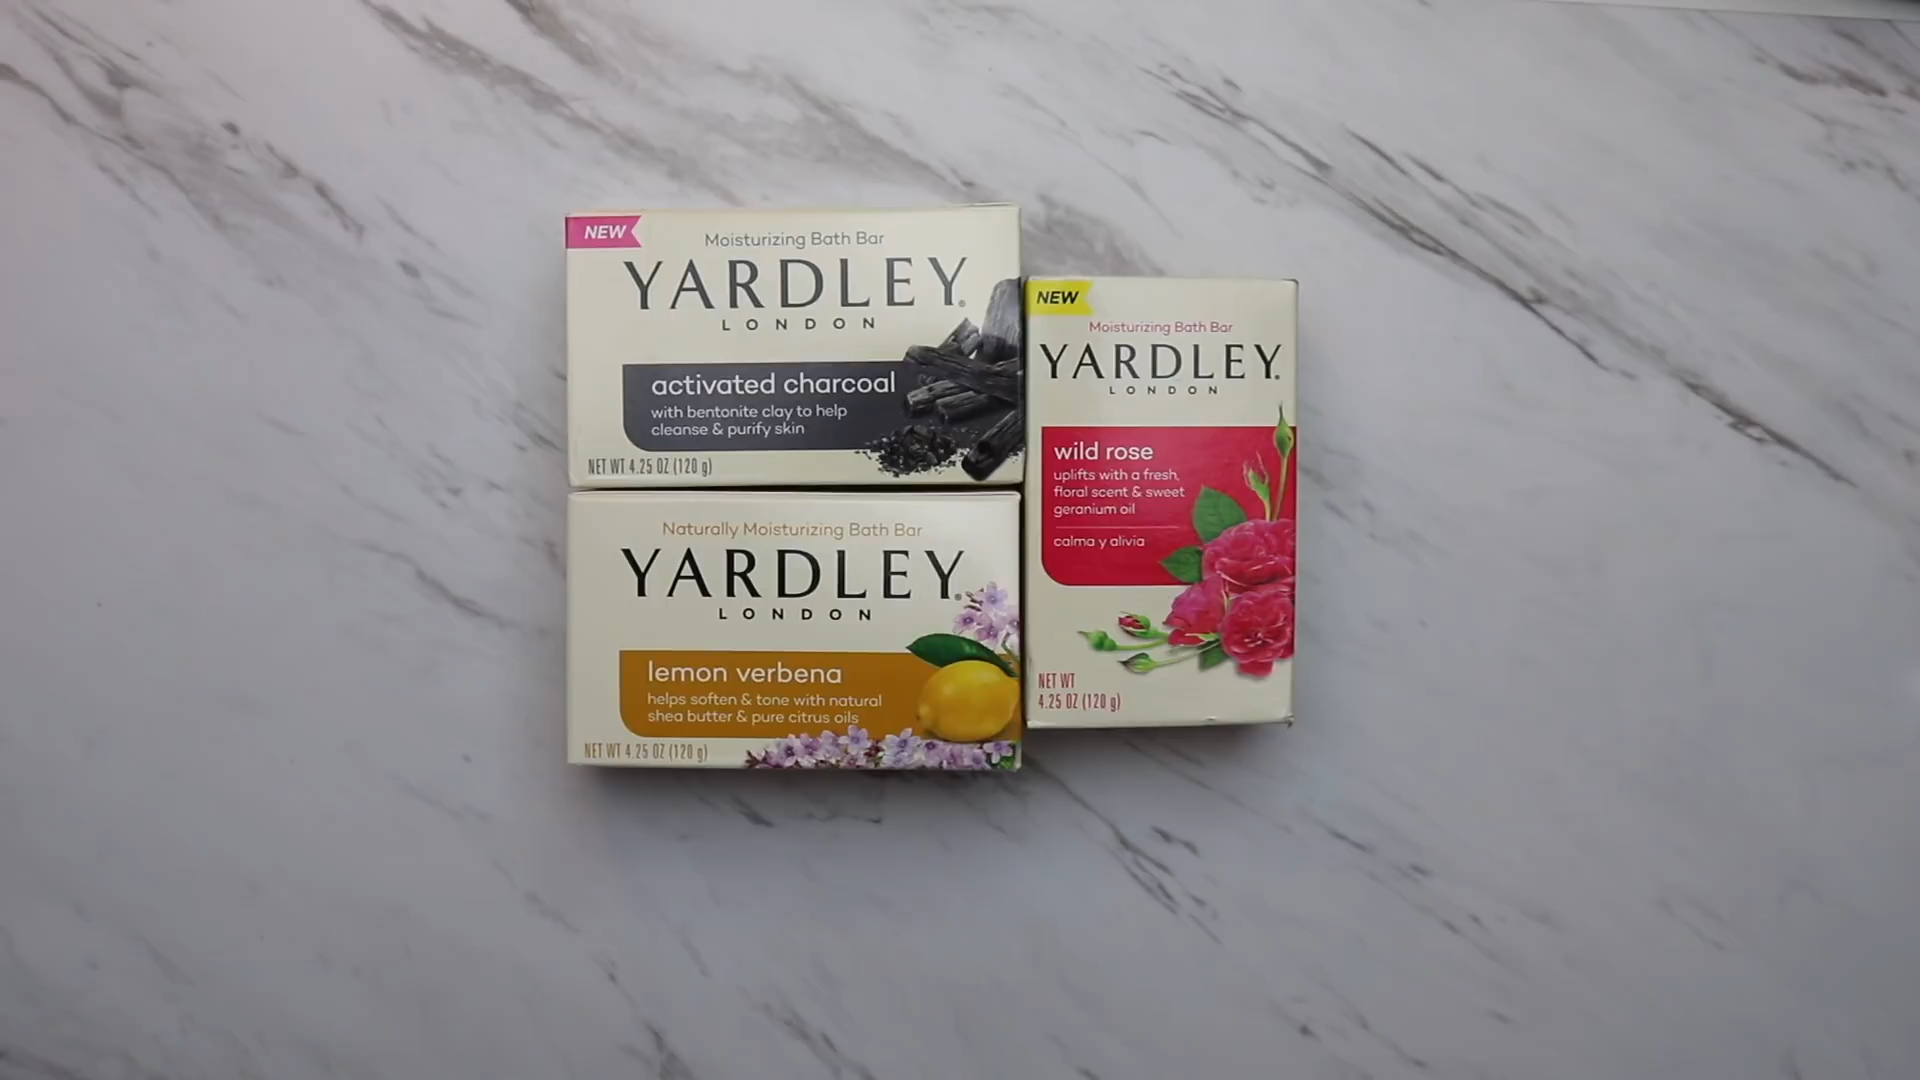 NEW
Moisturizing Bath Bar
YARDLEY®
LONDON
activated charcoal
with bentonite clay to help
cleanse & purify skin
NET WT 4.25 OZ (120 g)
Naturally Moisturizing Bath Bar
YARDLEY®
LONDON
lemon verbena
helps soften & tone with natural
shea butter & pure citrus oils
NET WT 4.25 OZ (120 g)
NEW
Moisturizing Bath Bar
YARDLEY®
LONDON
wild rose
uplifts with a fresh,
floral scent & sweet
geranium oil
calma y alivia
NET WT
4.25 OZ (120 g)